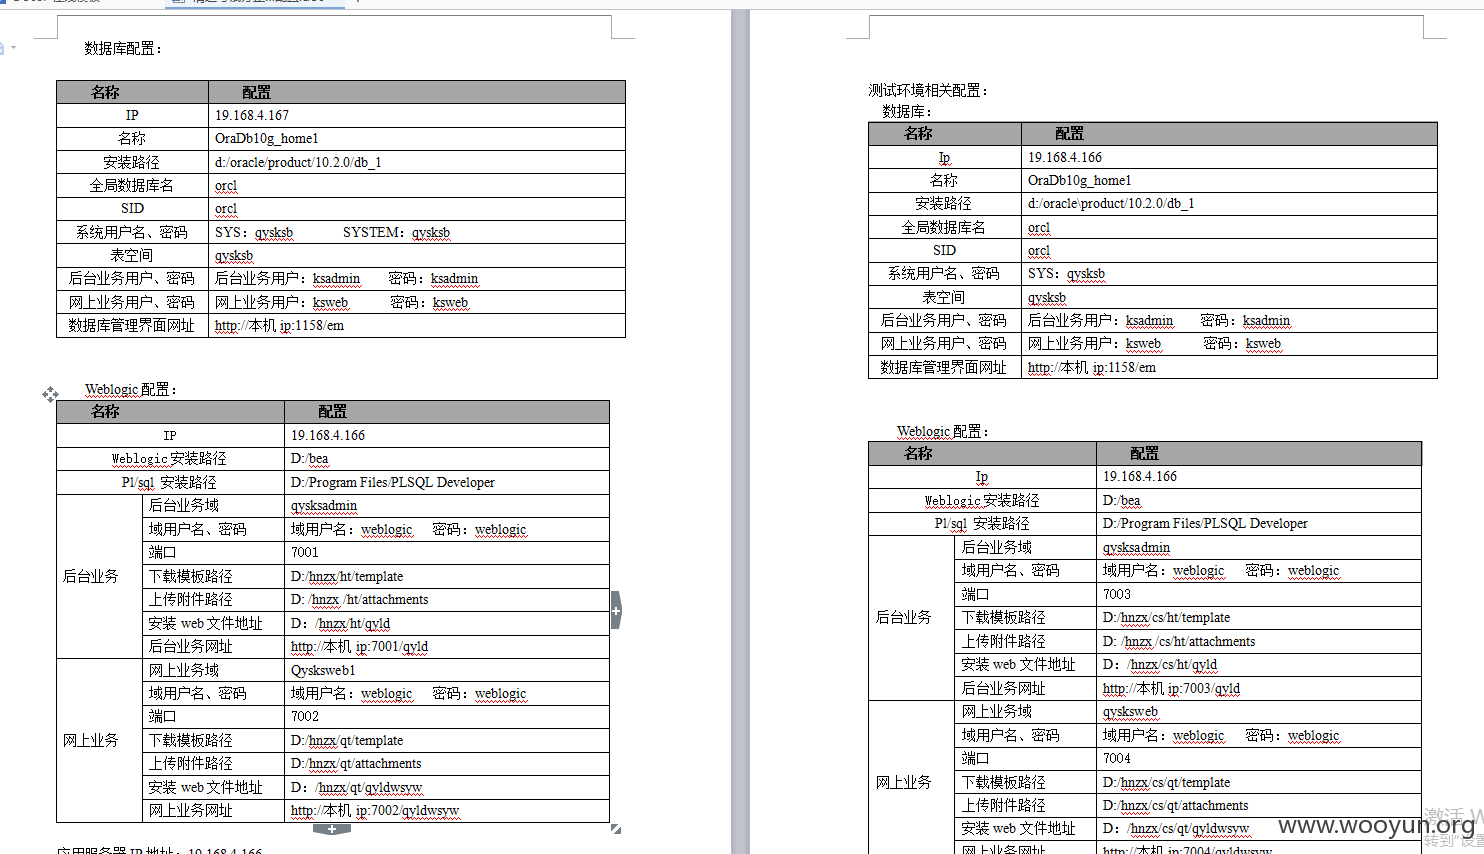 数据库配置：
名称 配置
IP 19.168.4.167
名称 OraDb10g_home1
安装路径 d:/oracle/product/10.2.0/db_1
全局数据库名 orcl
SID orcl
系统用户名、密码 SYS：qysksb SYSTEM：qysksb
表空间 qysksb
后台业务用户、密码 后台业务用户：ksadmin 密码：ksadmin
网上业务用户、密码 网上业务用户：ksweb 密码：ksweb
数据库管理界面网址 http://本机 ip:1158/em
Weblogic 配置：
名称 配置
IP 19.168.4.166
Weblogic 安装路径 D:/bea
Pl/sql 安装路径 D:/Program Files/PLSQL Developer
后台业务
后台业务域 qysksadmin
域用户名、密码 域用户名：weblogic 密码：weblogic
端口 7001
下载模板路径 D:/hnzx/ht/template
上传附件路径 D: /hnzx /ht/attachments
安装 web 文件地址 D：/hnzx/ht/qyld
后台业务网址 http://本机 ip:7001/qyld
网上业务
网上业务域 Qysksweb1
域用户名、密码 域用户名：weblogic 密码：weblogic
端口 7002
下载模板路径 D:/hnzx/qt/template
上传附件路径 D:/hnzx/qt/attachments
安装 web 文件地址 D：/hnzx/qt/qyldwsyw
网上业务网址 http://本机 ip:7002/qyldwsyw
应用服务器 IP 地址：19.168.4.166
测试环境相关配置：
数据库：
名称 配置
Ip 19.168.4.166
名称 OraDb10g_home1
安装路径 d:/oracle\product/10.2.0/db_1
全局数据库名 orcl
SID orcl
系统用户名、密码 SYS：qysksb
表空间 qysksb
后台业务用户、密码 后台业务用户：ksadmin 密码：ksadmin
网上业务用户、密码 网上业务用户：ksweb 密码：ksweb
数据库管理界面网址 http://本机 ip:1158/em
Weblogic 配置：
名称 配置
Ip 19.168.4.166
Weblogic 安装路径 D:/bea
Pl/sql 安装路径 D:/Program Files/PLSQL Developer
后台业务
后台业务域 qysksadmin
域用户名、密码 域用户名：weblogic 密码：weblogic
端口 7003
下载模板路径 D:/hnzx/cs/ht/template
上传附件路径 D: /hnzx /cs/ht/attachments
安装 web 文件地址 D：/hnzx/cs/ht/qyld
后台业务网址 http://本机 ip:7003/qyld
网上业务
网上业务域 qysksweb
域用户名、密码 域用户名：weblogic 密码：weblogic
端口 7004
下载模板路径 D:/hnzx/cs/qt/template
上传附件路径 D:/hnzx/cs/qt/attachments
安装 web 文件地址 D：/hnzx/cs/qt/qyldwsyw
网上业务网址 http://本机 ip:7004/qyldwsyw
激活 W
www.wooyun.org
转到"设置